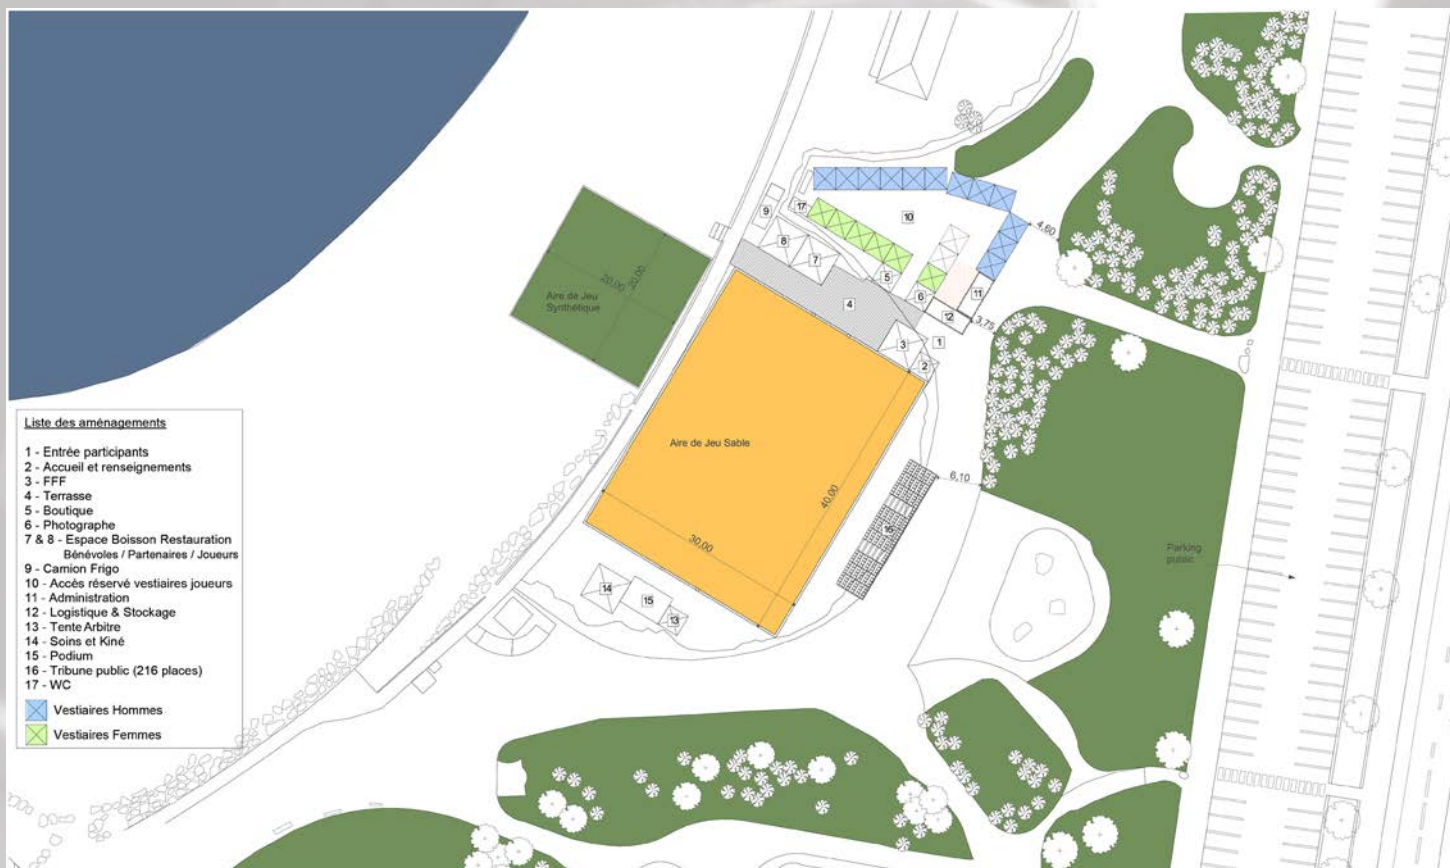 Liste des aménagements
1 - Entrée participants
2 - Accueil et renseignements
3 - FFF
4 - Terrasse
5 - Boutique
6 - Photographe
7 & 8 - Espace Boisson Restauration
Bénévoles / Partenaires / Joueurs
9 - Camion Frigo
10 - Accès réservé vestiaires joueurs
11 - Administration
12 - Logistique & Stockage
13 - Tente Arbitre
14 - Soins et Kiné
15 - Podium
16 - Tribune public (216 places)
17 - WC
Vestiaires Hommes
Vestiaires Femmes
Aire de Jeu
Synthétique
20,00
20,00
Aire de Jeu Sable
30,00
40,00
9
17
10
8
7
5
4
6
11
12
3
1
2
4,60
3,75
6,10
16
14
15
13
Parking
public